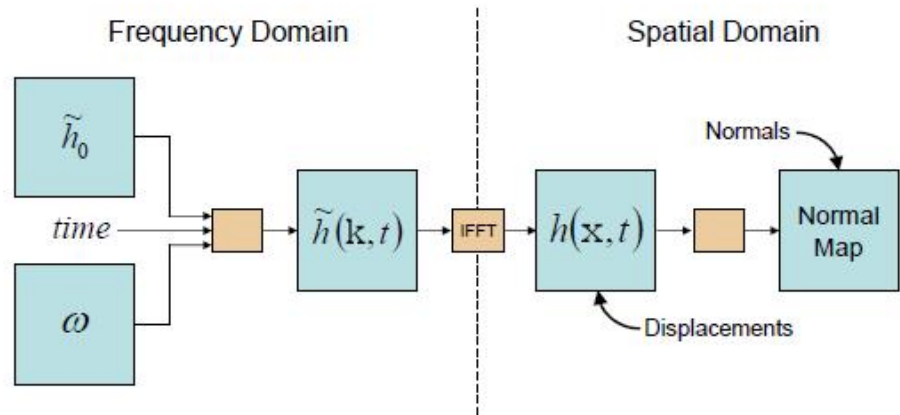 Frequency Domain
Spatial Domain
h̃₀
time
ω
h̃(k,t)
IFFT
h(x,t)
Normals
Normal
Map
Displacements